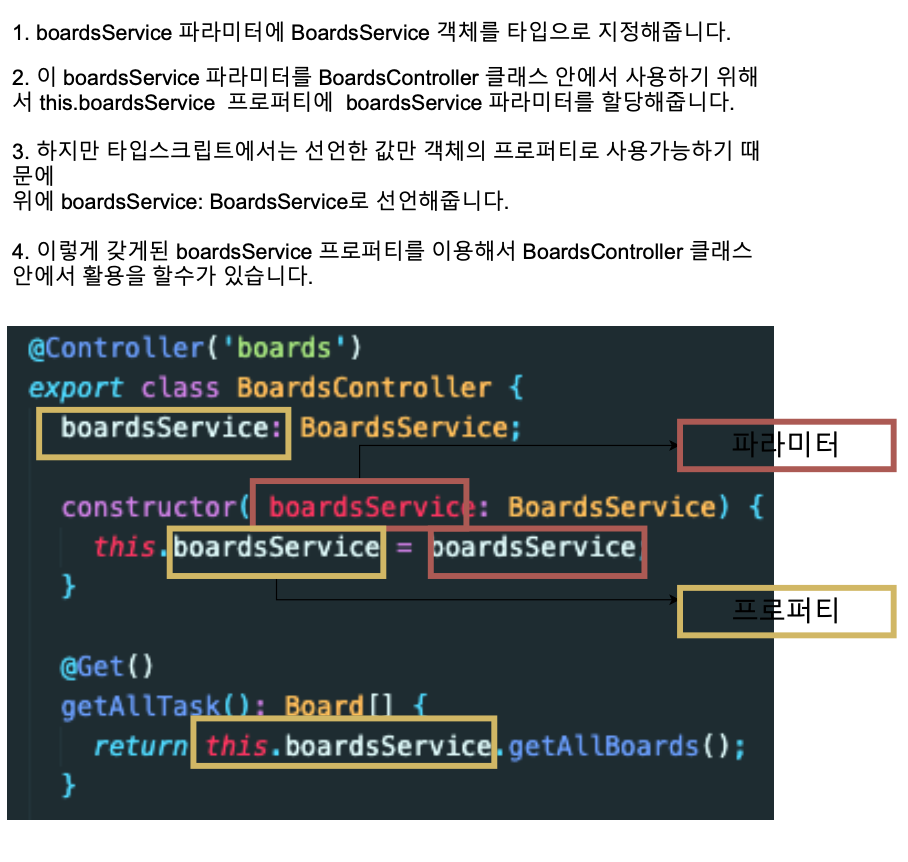 1. boardsService 파라미터에 BoardsService 객체를 타입으로 지정해줍니다.
2. 이 boardsService 파라미터를 BoardsController 클래스 안에서 사용하기 위해
서 this.boardsService 프로퍼티에 boardsService 파라미터를 할당해줍니다.
3. 하지만 타입스크립트에서는 선언한 값만 객체의 프로퍼티로 사용가능하기 때
문에
위에 boardsService: BoardsService로 선언해줍니다.
4. 이렇게 갖게된 boardsService 프로퍼티를 이용해서 BoardsController 클래스
안에서 활용을 할수가 있습니다.
@Controller('boards')
export class BoardsController {
boardsService: BoardsService;
파라미터
constructor( boardsService: BoardsService) {
this.boardsService = boardsService;
}
프로퍼티
@Get()
getAllTask(): Board[] {
return this.boardsService.getAllBoards();
}